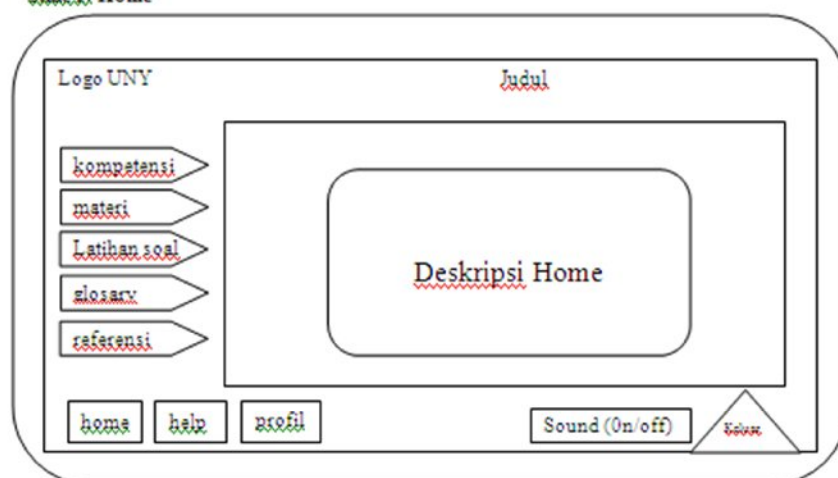 Home
Logo UNY
Judul
kompetensi
materi
Latihan soal
glosary
referensi
Deskripsi Home
home
help
profil
Sound (0n/off)
Keluar